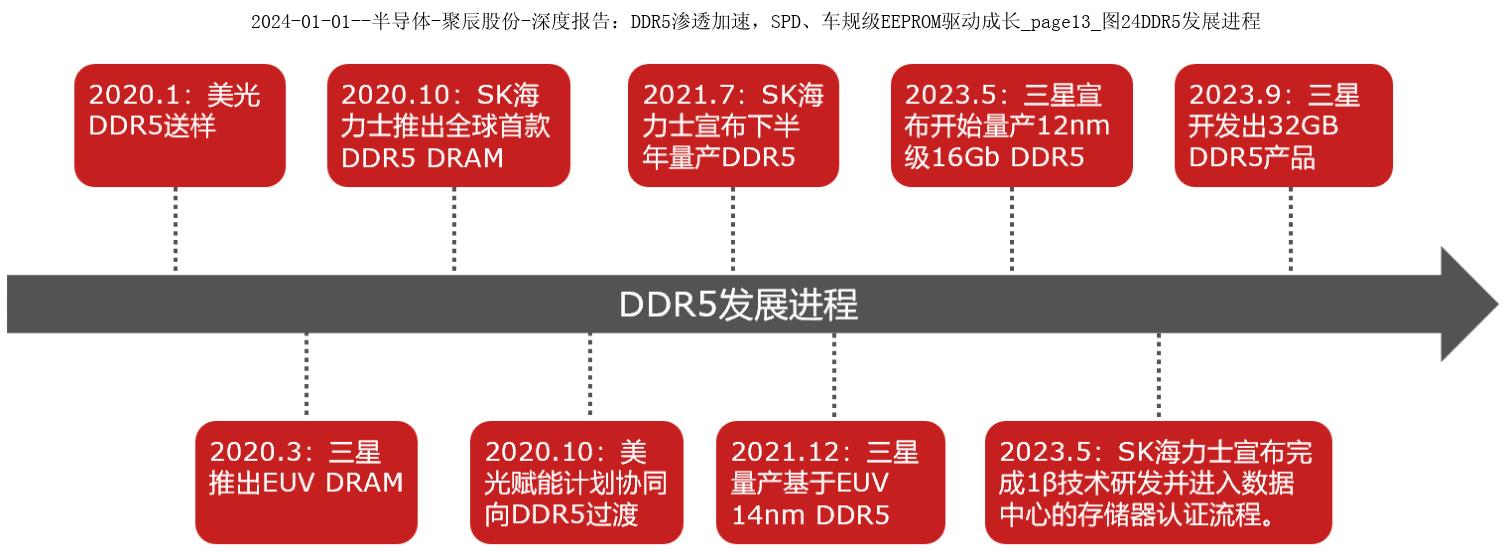 2024-01-01--半导体-聚辰股份-深度报告：DDR5渗透加速，SPD、车规级EEPROM驱动成长_page13_图24DDR5发展进程
2020.1：美光
DDR5送样
2020.10：SK海
力士推出全球首款
DDR5 DRAM
2021.7：SK海
力士宣布下半
年量产DDR5
2023.5：三星宣
布开始量产12nm
级16Gb DDR5
2023.9：三星
开发出32GB
DDR5产品
DDR5发展进程
2020.3：三星
推出EUV DRAM
2020.10：美
光赋能计划协同
向DDR5过渡
2021.12：三星
量产基于EUV
14nm DDR5
2023.5：SK海力士宣布完
成1β技术研发并进入数据
中心的存储器认证流程。